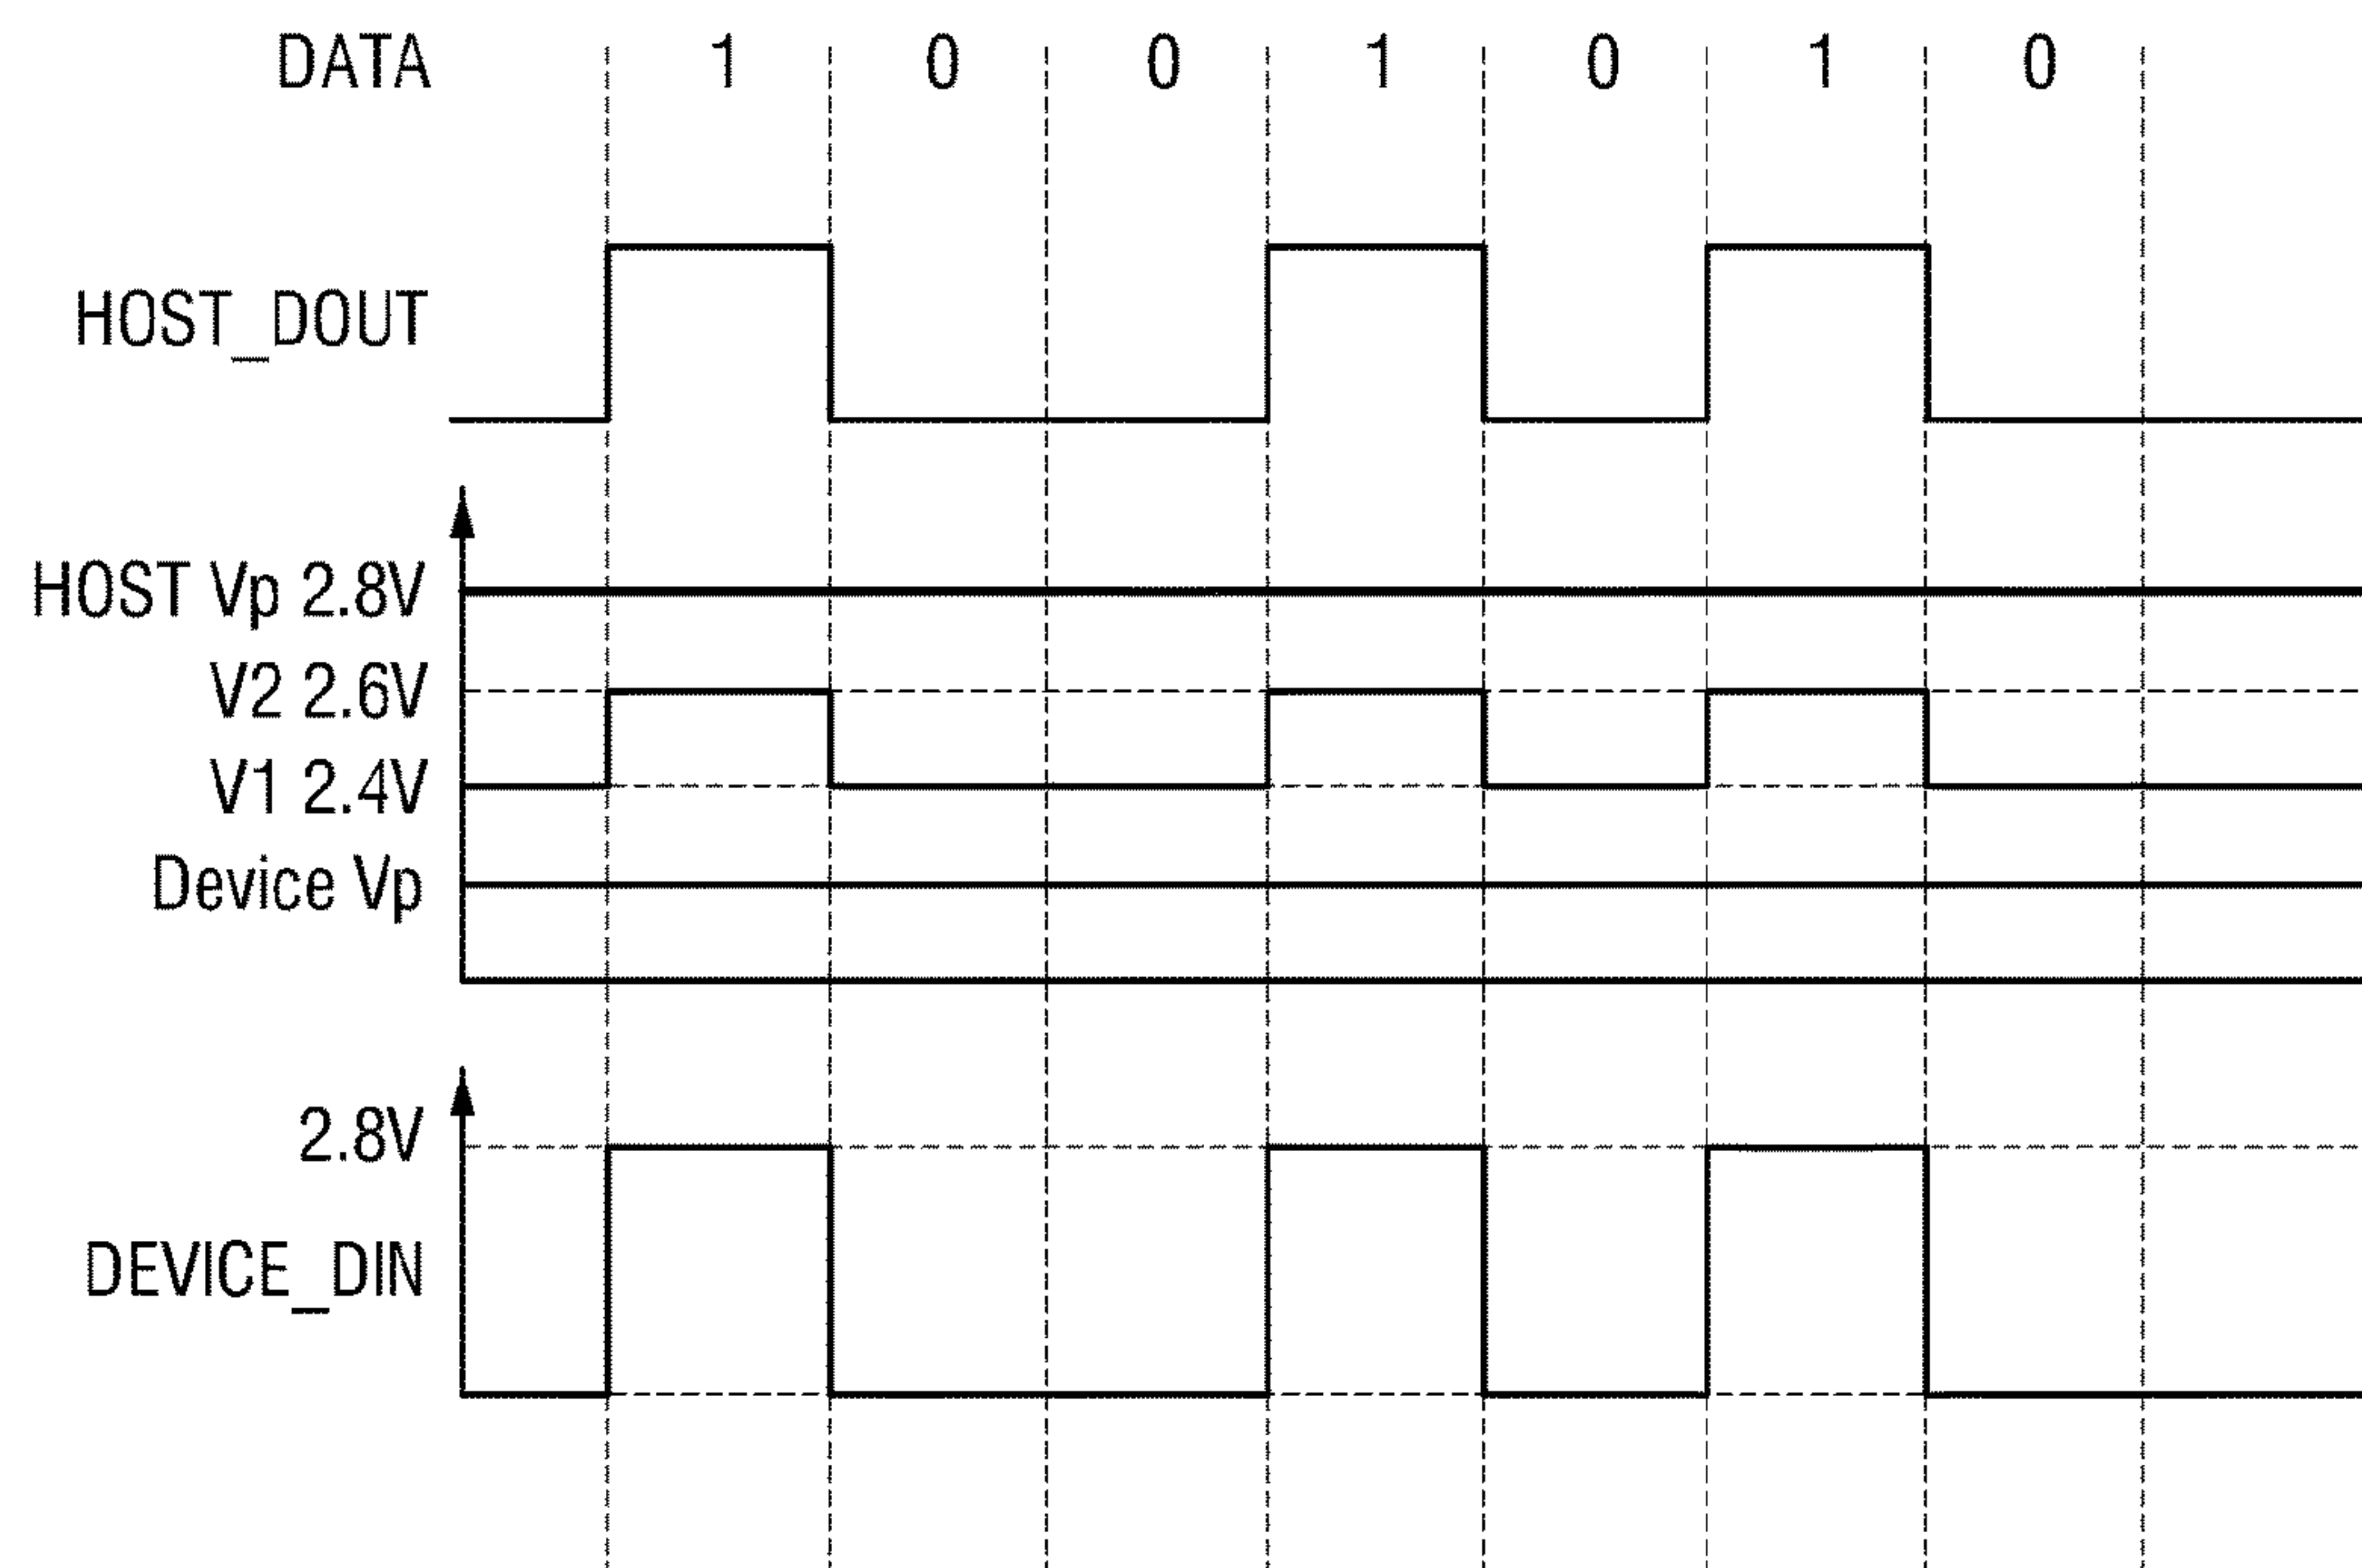 DATA 1 0 0 1 0 1 0
HOST_DOUT
HOST Vp 2.8V
V2 2.6V
V1 2.4V
Device Vp
2.8V
DEVICE_DIN